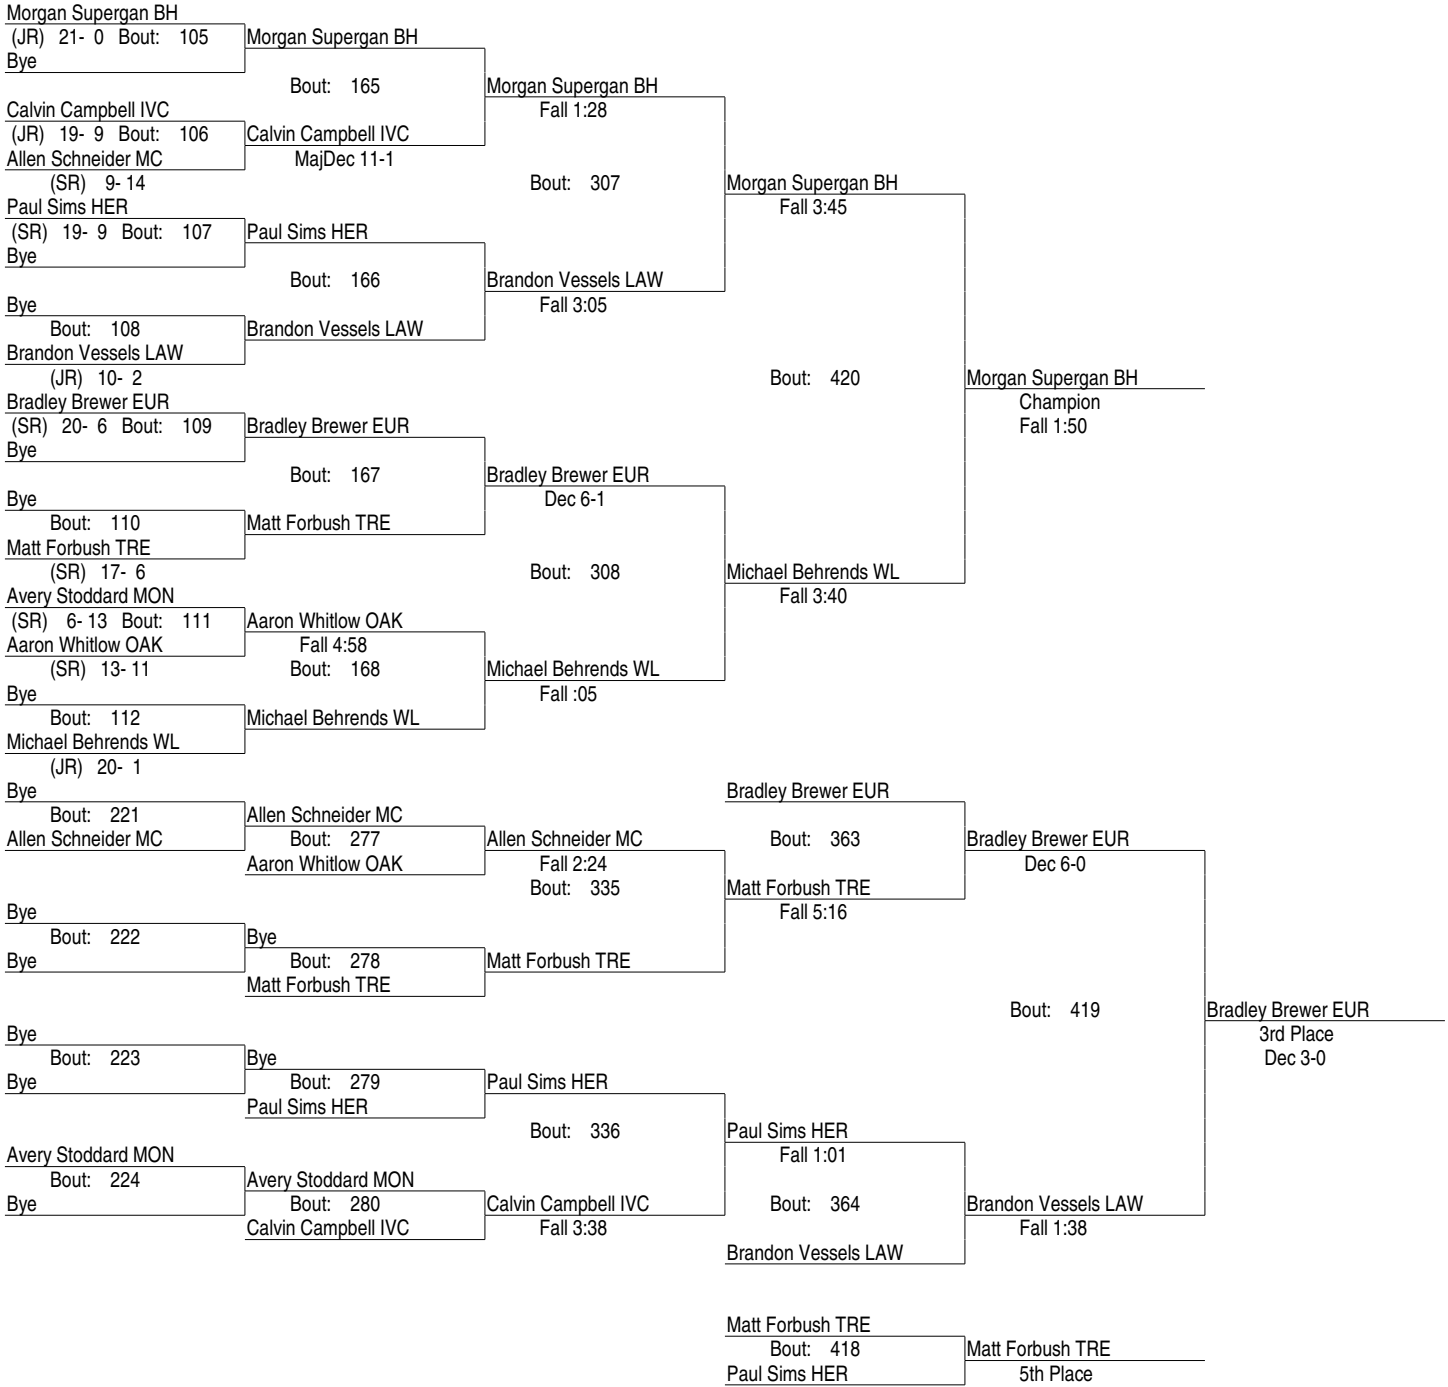 Morgan Supergan BH
(JR) 21- 0 Bout: 105 Morgan Supergan BH
Bye
Bout: 165 Morgan Supergan BH
Calvin Campbell IVC Fall 1:28
(JR) 19- 9 Bout: 106 Calvin Campbell IVC
Allen Schneider MC MajDec 11-1
(SR) 9- 14 Bout: 307 Morgan Supergan BH
Paul Sims HER Fall 3:45
(SR) 19- 9 Bout: 107 Paul Sims HER
Bye
Bout: 166 Brandon Vessels LAW
Bye Fall 3:05
Bout: 108 Brandon Vessels LAW
Brandon Vessels LAW
(JR) 10- 2 Bout: 420 Morgan Supergan BH
Bradley Brewer EUR Champion
(SR) 20- 6 Bout: 109 Bradley Brewer EUR Fall 1:50
Bye
Bout: 167 Bradley Brewer EUR
Bye Dec 6-1
Bout: 110 Matt Forbush TRE
Matt Forbush TRE
(SR) 17- 6 Bout: 308 Michael Behrends WL
Avery Stoddard MON Fall 3:40
(SR) 6- 13 Bout: 111 Aaron Whitlow OAK
Aaron Whitlow OAK Fall 4:58
(SR) 13- 11 Bout: 168 Michael Behrends WL
Bye Fall :05
Bout: 112 Michael Behrends WL
Michael Behrends WL
(JR) 20- 1
Bye Bradley Brewer EUR
Bout: 221 Allen Schneider MC
Allen Schneider MC Bout: 277 Allen Schneider MC Bout: 363 Bradley Brewer EUR
Aaron Whitlow OAK Fall 2:24 Dec 6-0
Bout: 335 Matt Forbush TRE
Bye Fall 5:16
Bout: 222 Bye
Bye Bout: 278 Matt Forbush TRE
Matt Forbush TRE
Bout: 419 Bradley Brewer EUR
Bye 3rd Place
Bout: 223 Bye Dec 3-0
Bye Bout: 279 Paul Sims HER
Paul Sims HER
Bout: 336 Paul Sims HER
Avery Stoddard MON Fall 1:01
Bout: 224 Avery Stoddard MON
Bye Bout: 280 Calvin Campbell IVC Bout: 364 Brandon Vessels LAW
Calvin Campbell IVC Fall 3:38 Fall 1:38
Brandon Vessels LAW
Matt Forbush TRE
Bout: 418 Matt Forbush TRE
Paul Sims HER 5th Place